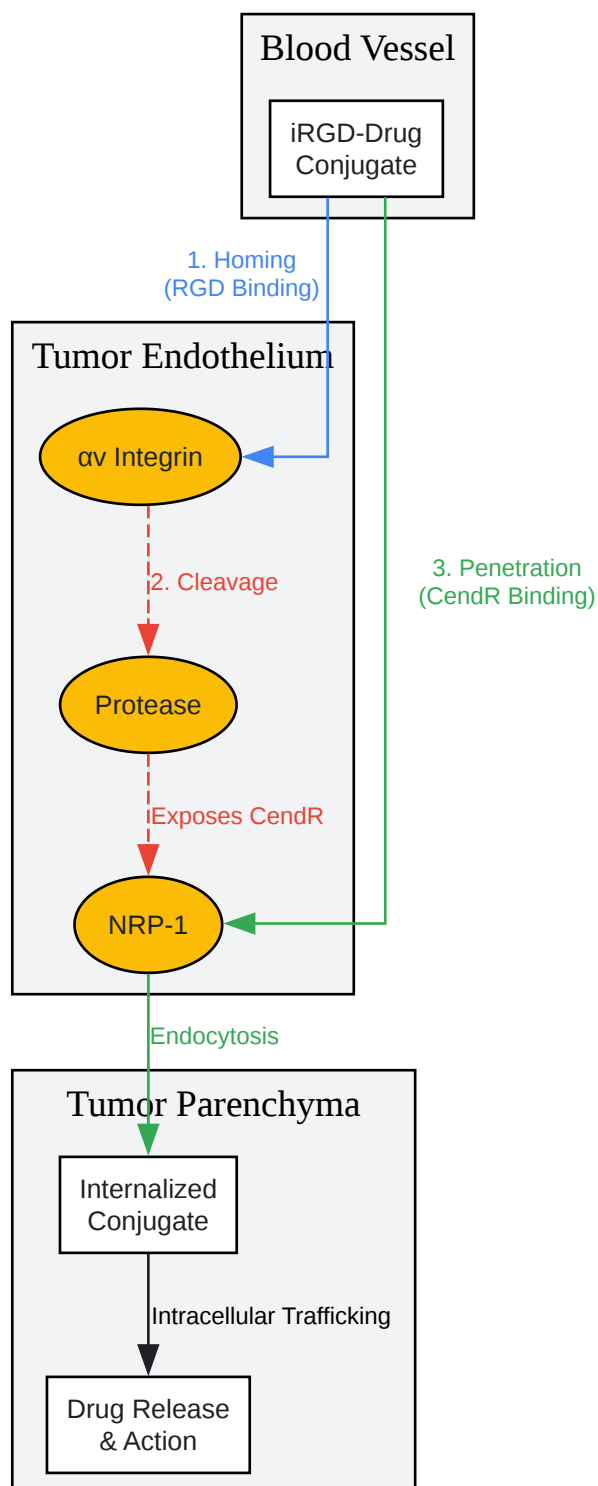 Blood Vessel
iRGD-Drug
Conjugate
1. Homing
(RGD Binding)
Tumor Endothelium
αv Integrin
2. Cleavage
3. Penetration
(CendR Binding)
Protease
Exposes CendR
NRP-1
Endocytosis
Tumor Parenchyma
Internalized
Conjugate
Intracellular Trafficking
Drug Release
& Action